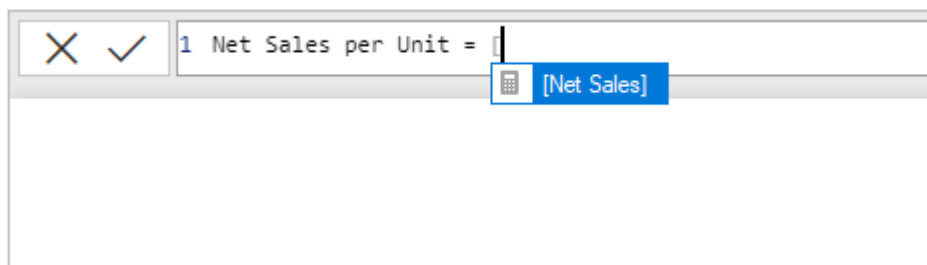 1 Net Sales per Unit = [
[Net Sales]